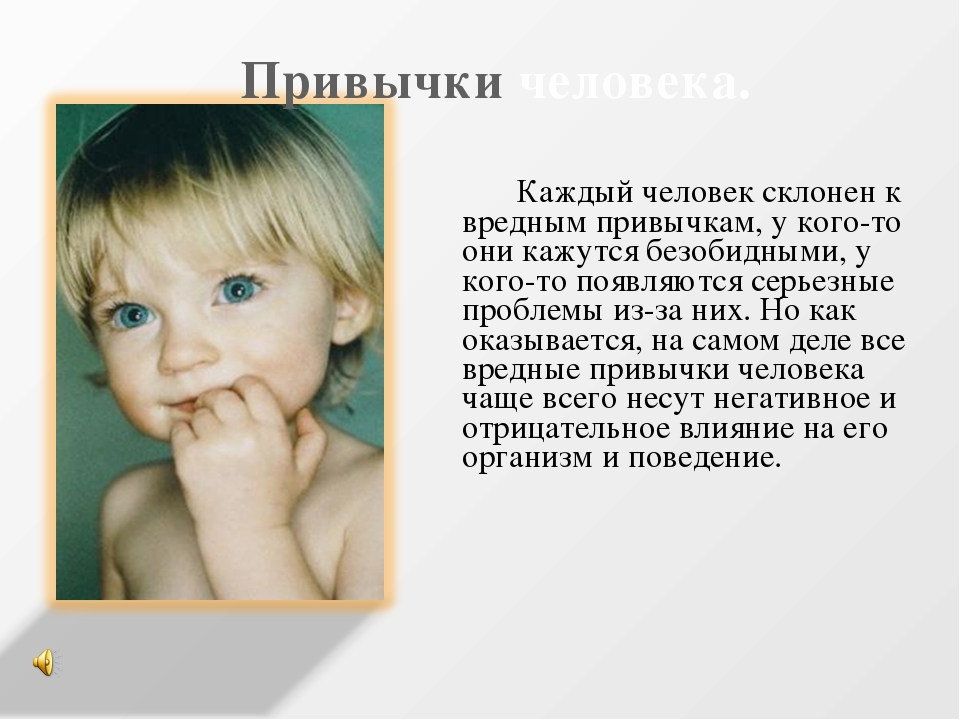 Привычки человека.
Каждый человек склонен к
вредным привычкам, у кого-то
они кажутся безобидными, у
кого-то появляются серьезные
проблемы из-за них. Но как
оказывается, на самом деле все
вредные привычки человека
чаще всего несут негативное и
отрицательное влияние на его
организм и поведение.